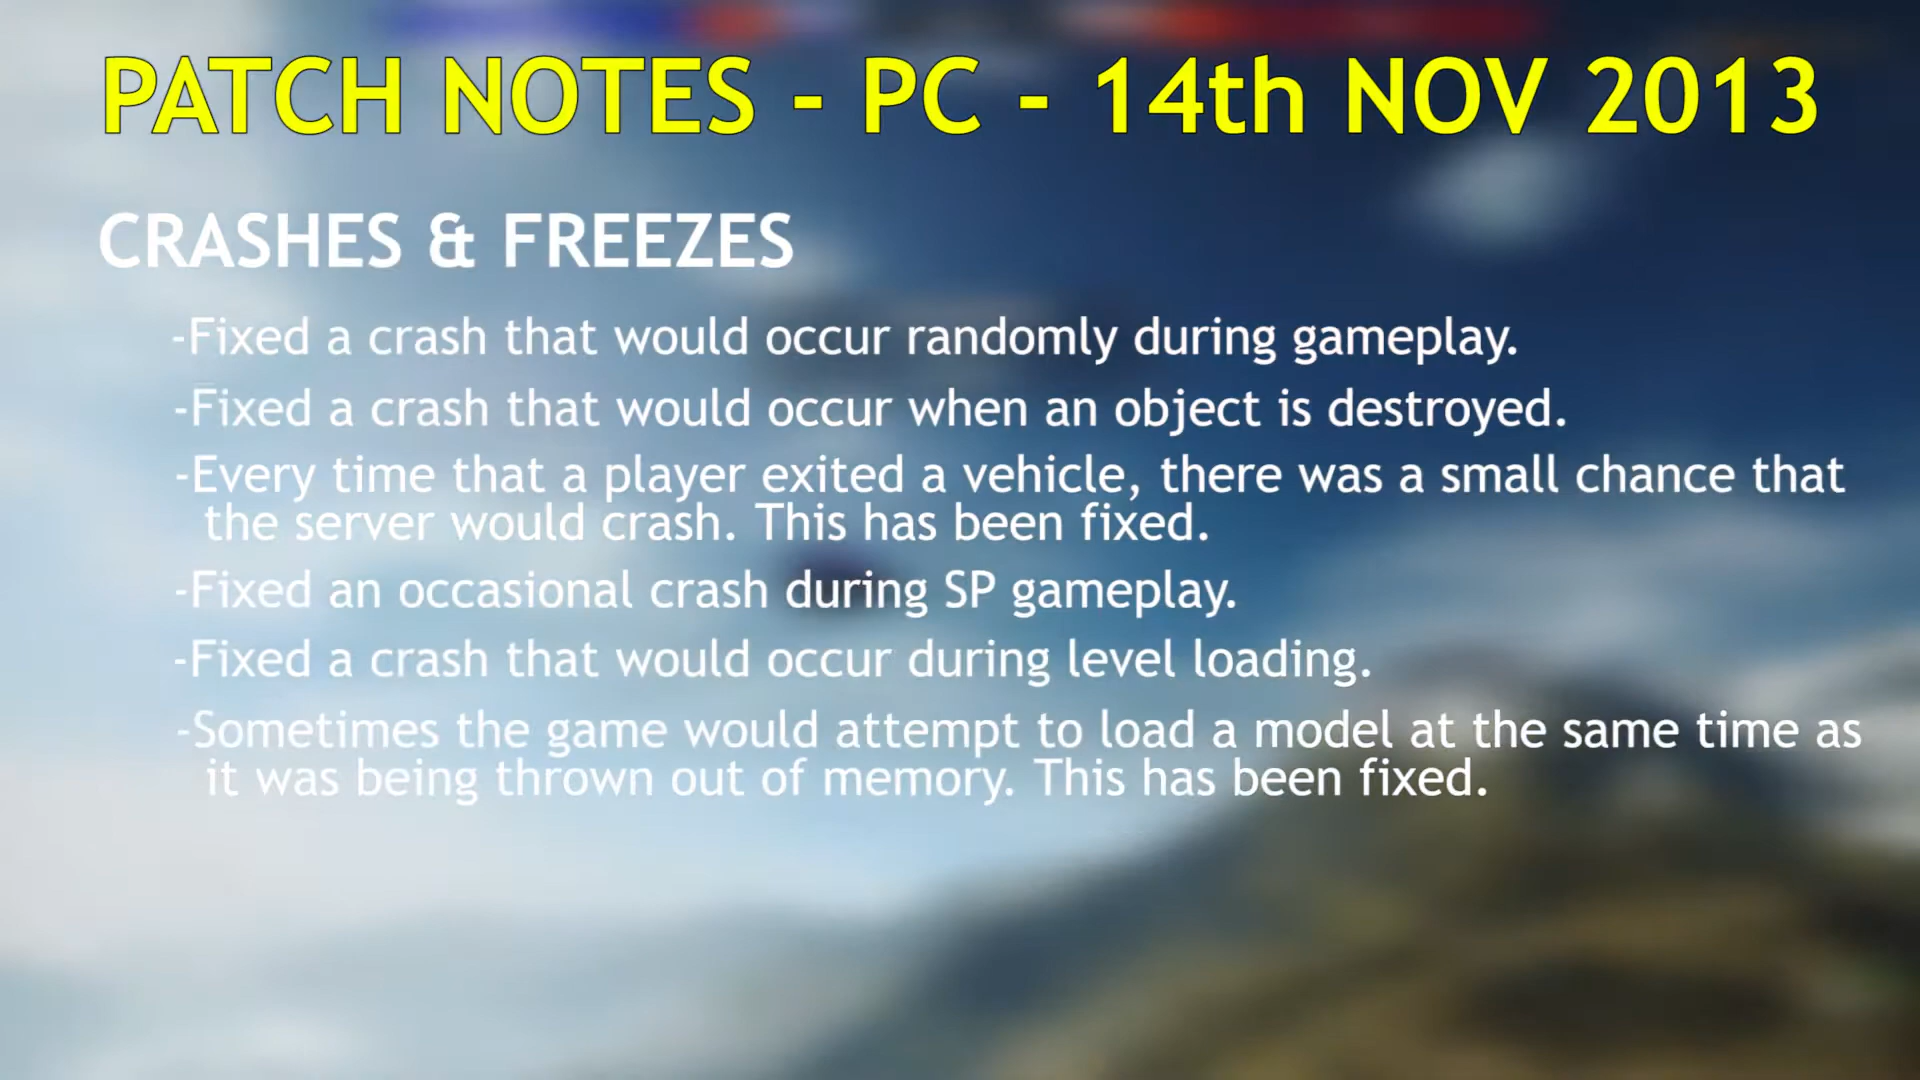 PATCH NOTES - PC - 14th NOV 2013
CRASHES & FREEZES
-Fixed a crash that would occur randomly during gameplay.
-Fixed a crash that would occur when an object is destroyed.
-Every time that a player exited a vehicle, there was a small chance that
the server would crash. This has been fixed.
-Fixed an occasional crash during SP gameplay.
-Fixed a crash that would occur during level loading.
-Sometimes the game would attempt to load a model at the same time as
it was being thrown out of memory. This has been fixed.